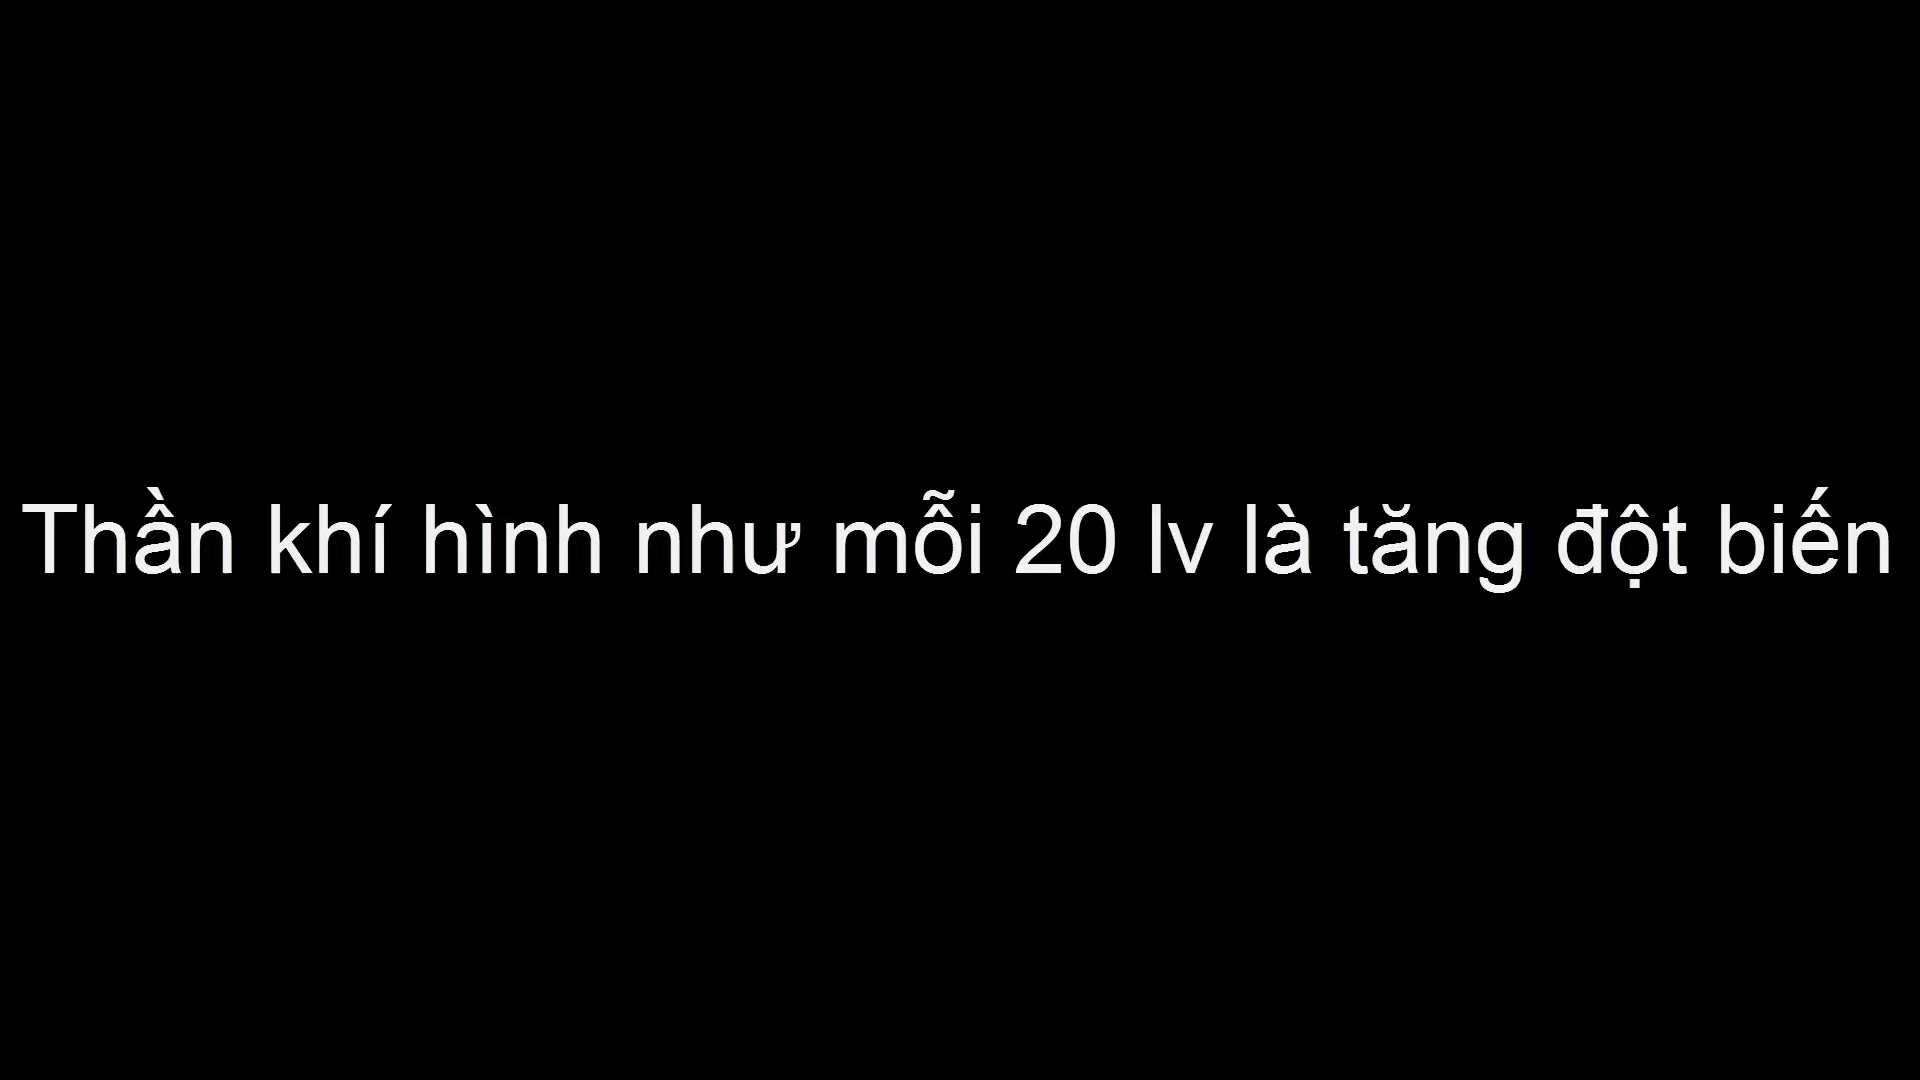 Thần khí hình như mỗi 20 lv là tăng đột biến